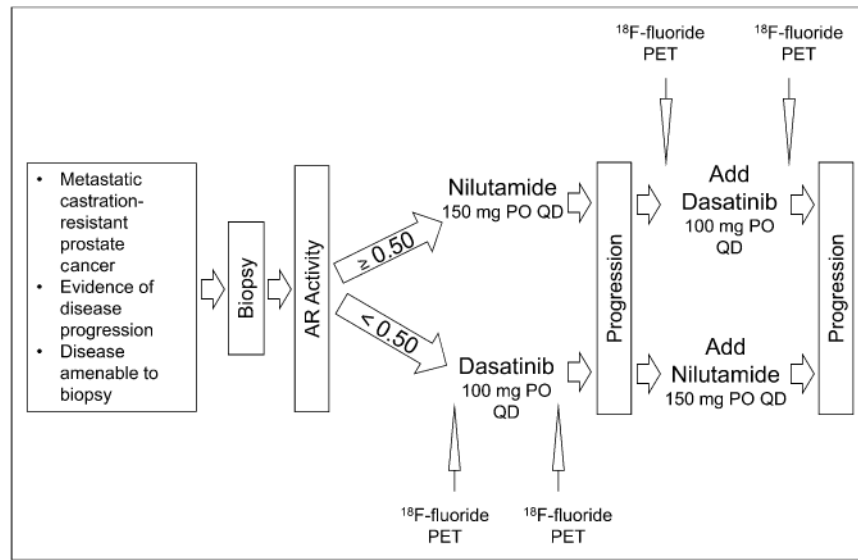 ¹⁸F-fluoride
PET
¹⁸F-fluoride
PET
• Metastatic
castration-
resistant
prostate
cancer
• Evidence of
disease
progression
• Disease
amenable to
biopsy
Biopsy
AR Activity
≥ 0.50
< 0.50
Nilutamide
150 mg PO QD
Dasatinib
100 mg PO
QD
Progression
Add
Dasatinib
100 mg PO
QD
Add
Nilutamide
150 mg PO QD
Progression
¹⁸F-fluoride
PET
¹⁸F-fluoride
PET